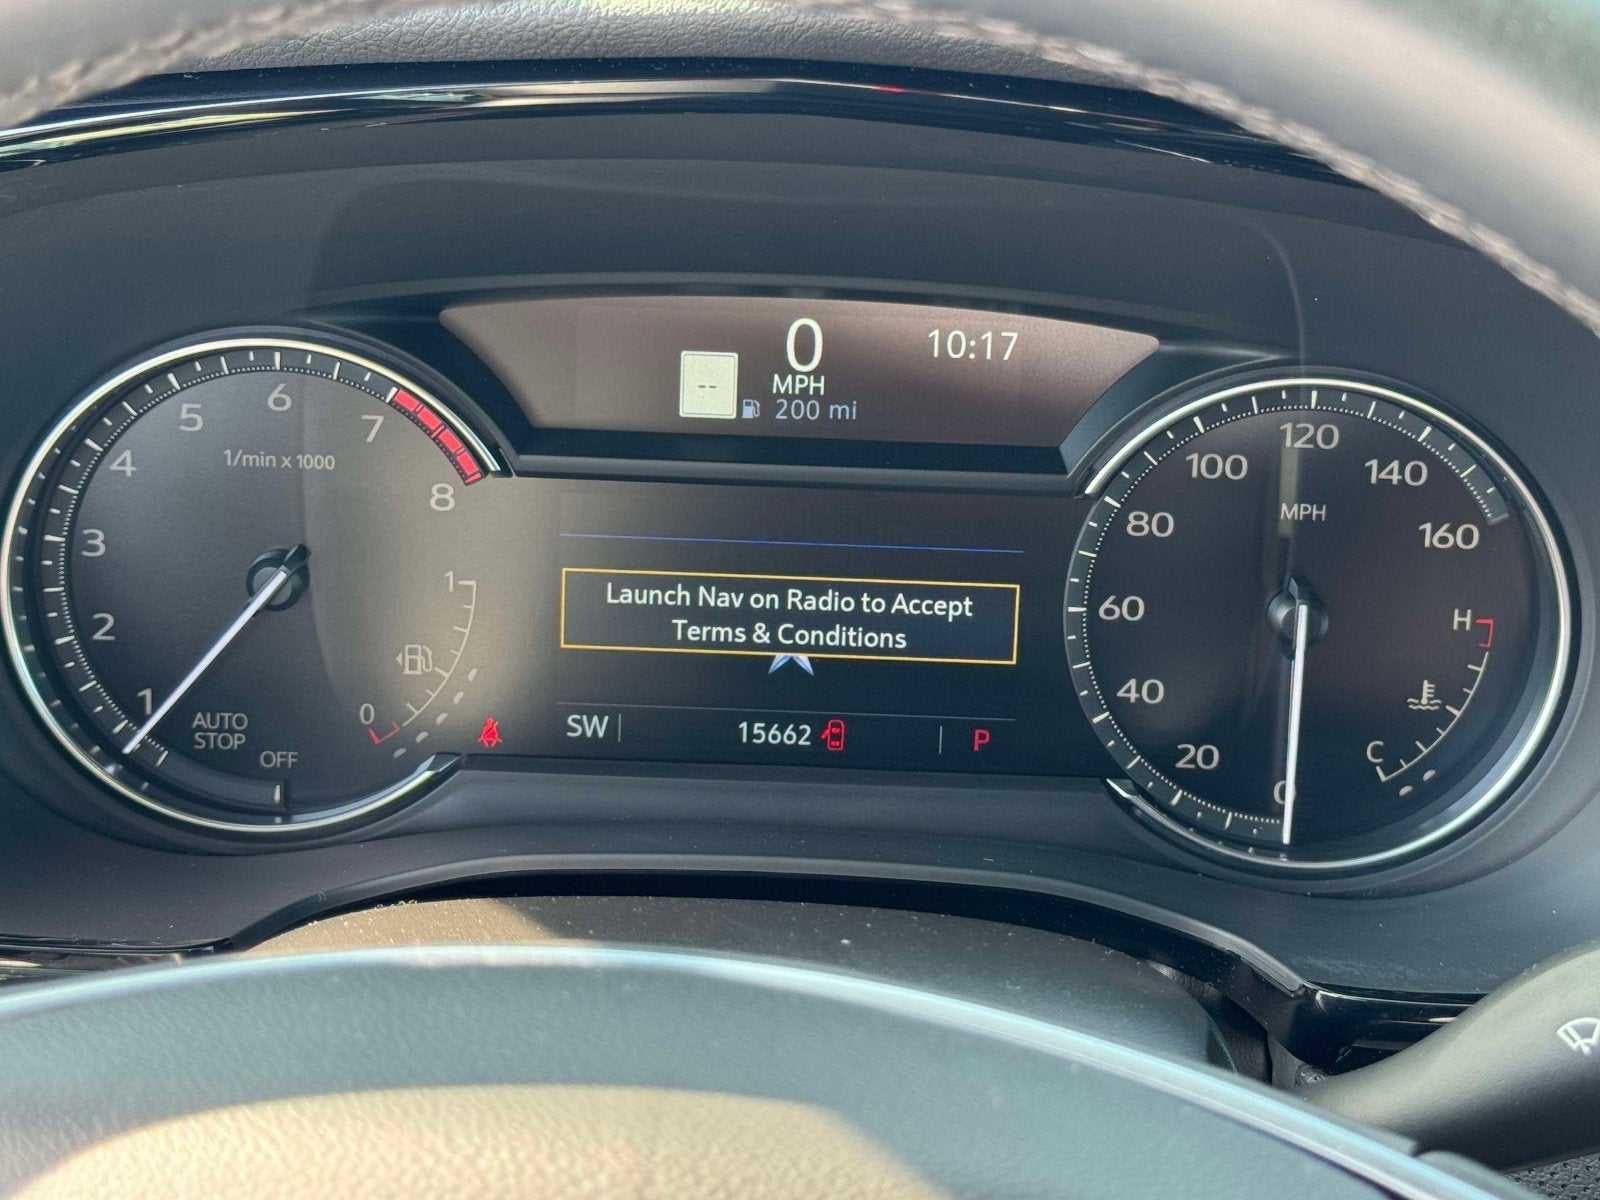 0
10:17
--
MPH
200 mi
1
2
3
4
5
6
7
8
1/min x 1000
AUTO
STOP
OFF
1
0
Launch Nav on Radio to Accept
Terms & Conditions
SW
15662
P
0
20
40
60
80
100
120
140
160
MPH
H
C